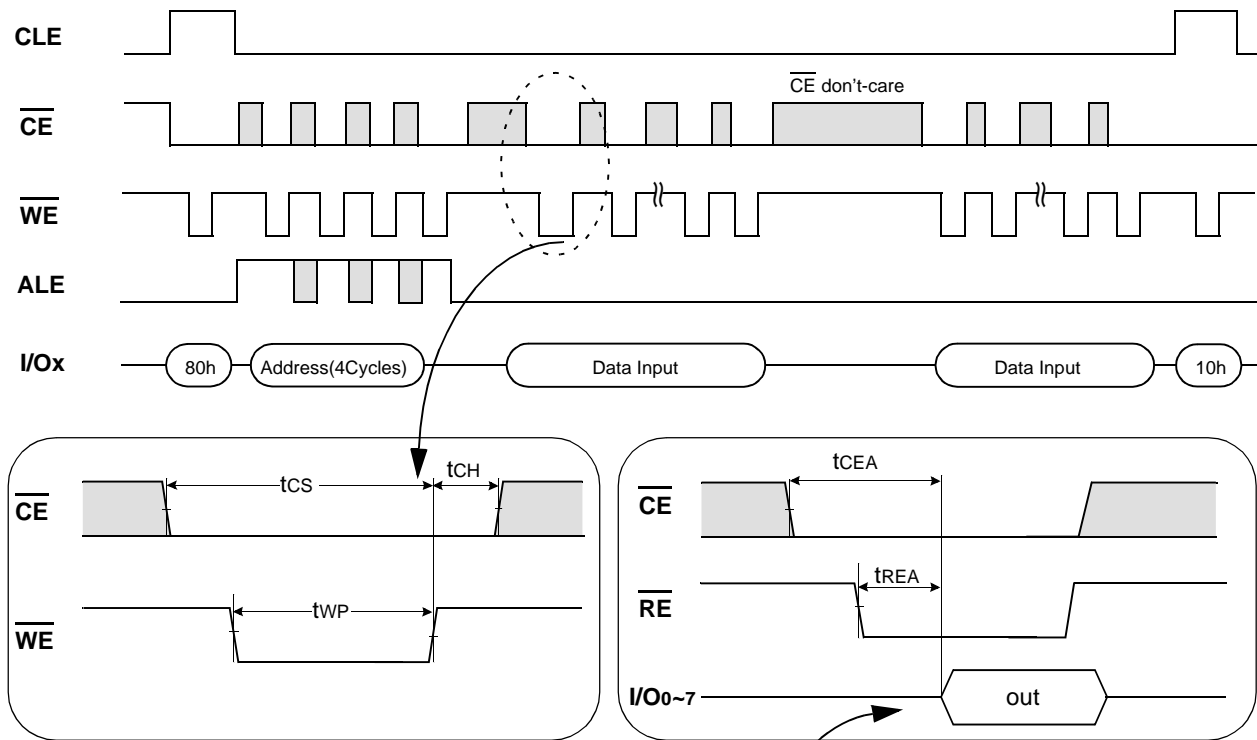 CLE
CE don't-care
CE
WE
ALE
I/Ox
80h
Address(4Cycles)
Data Input
Data Input
10h
tCS
tCH
CE
tWP
WE
tCEA
CE
tREA
RE
I/O0~7
out